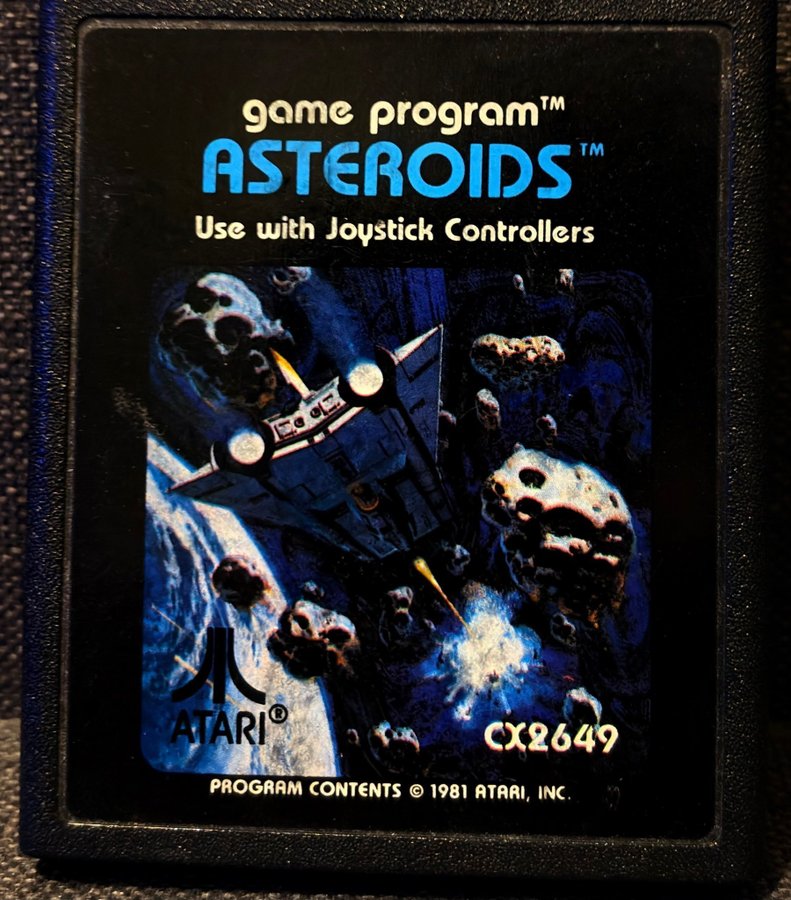 game program™
ASTEROIDS™
Use with Joystick Controllers
ATARI®
CX2649
PROGRAM CONTENTS © 1981 ATARI, INC.